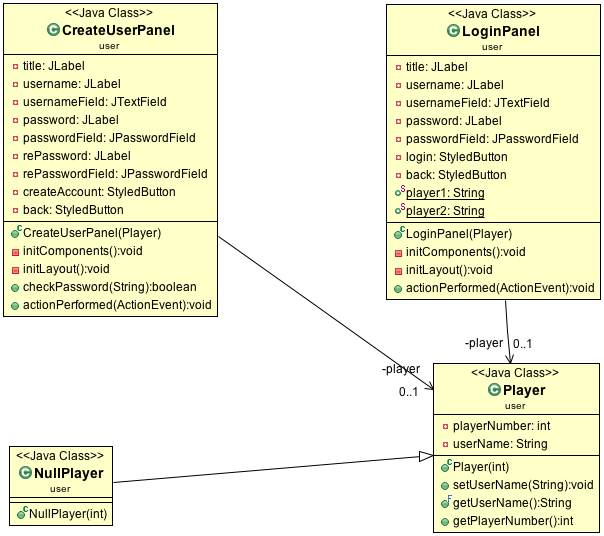 <<Java Class>>
CreateUserPanel
user
title: JLabel
username: JLabel
usernameField: JTextField
password: JLabel
passwordField: JPasswordField
rePassword: JLabel
rePasswordField: JPasswordField
createAccount: StyledButton
back: StyledButton
CreateUserPanel(Player)
initComponents():void
initLayout():void
checkPassword(String):boolean
actionPerformed(ActionEvent):void
<<Java Class>>
LoginPanel
user
title: JLabel
username: JLabel
usernameField: JTextField
password: JLabel
passwordField: JPasswordField
login: StyledButton
back: StyledButton
player1: String
player2: String
LoginPanel(Player)
initComponents():void
initLayout():void
actionPerformed(ActionEvent):void
-player
0..1
-player
0..1
<<Java Class>>
Player
user
playerNumber: int
userName: String
Player(int)
setUserName(String):void
getUserName():String
getPlayerNumber():int
<<Java Class>>
NullPlayer
user
NullPlayer(int)